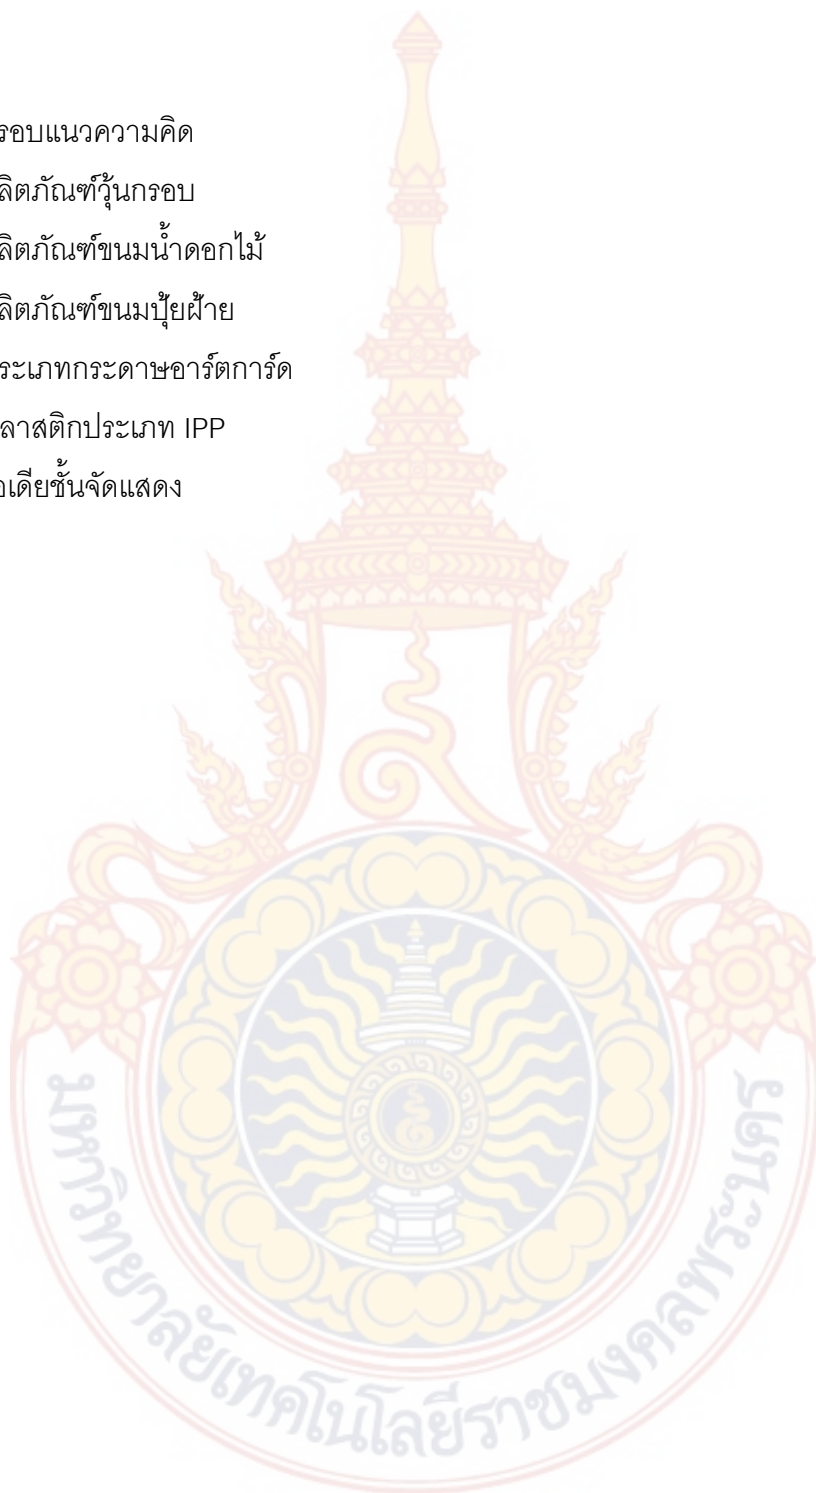 รอบแนวความคิด
ลิตภัณฑ์วุ้นกรอบ
ลิตภัณฑ์ขนมน้ำดอกไม้
ลิตภัณฑ์ขนมปุ้ยฝ้าย
ระเภทกระดาษอาร์ตการ์ด
ลาสติกประเภท IPP
อเดียชั้นจัดแสดง
มหาวิทยาลัยเทคโนโลยีราชมงคลพระนคร